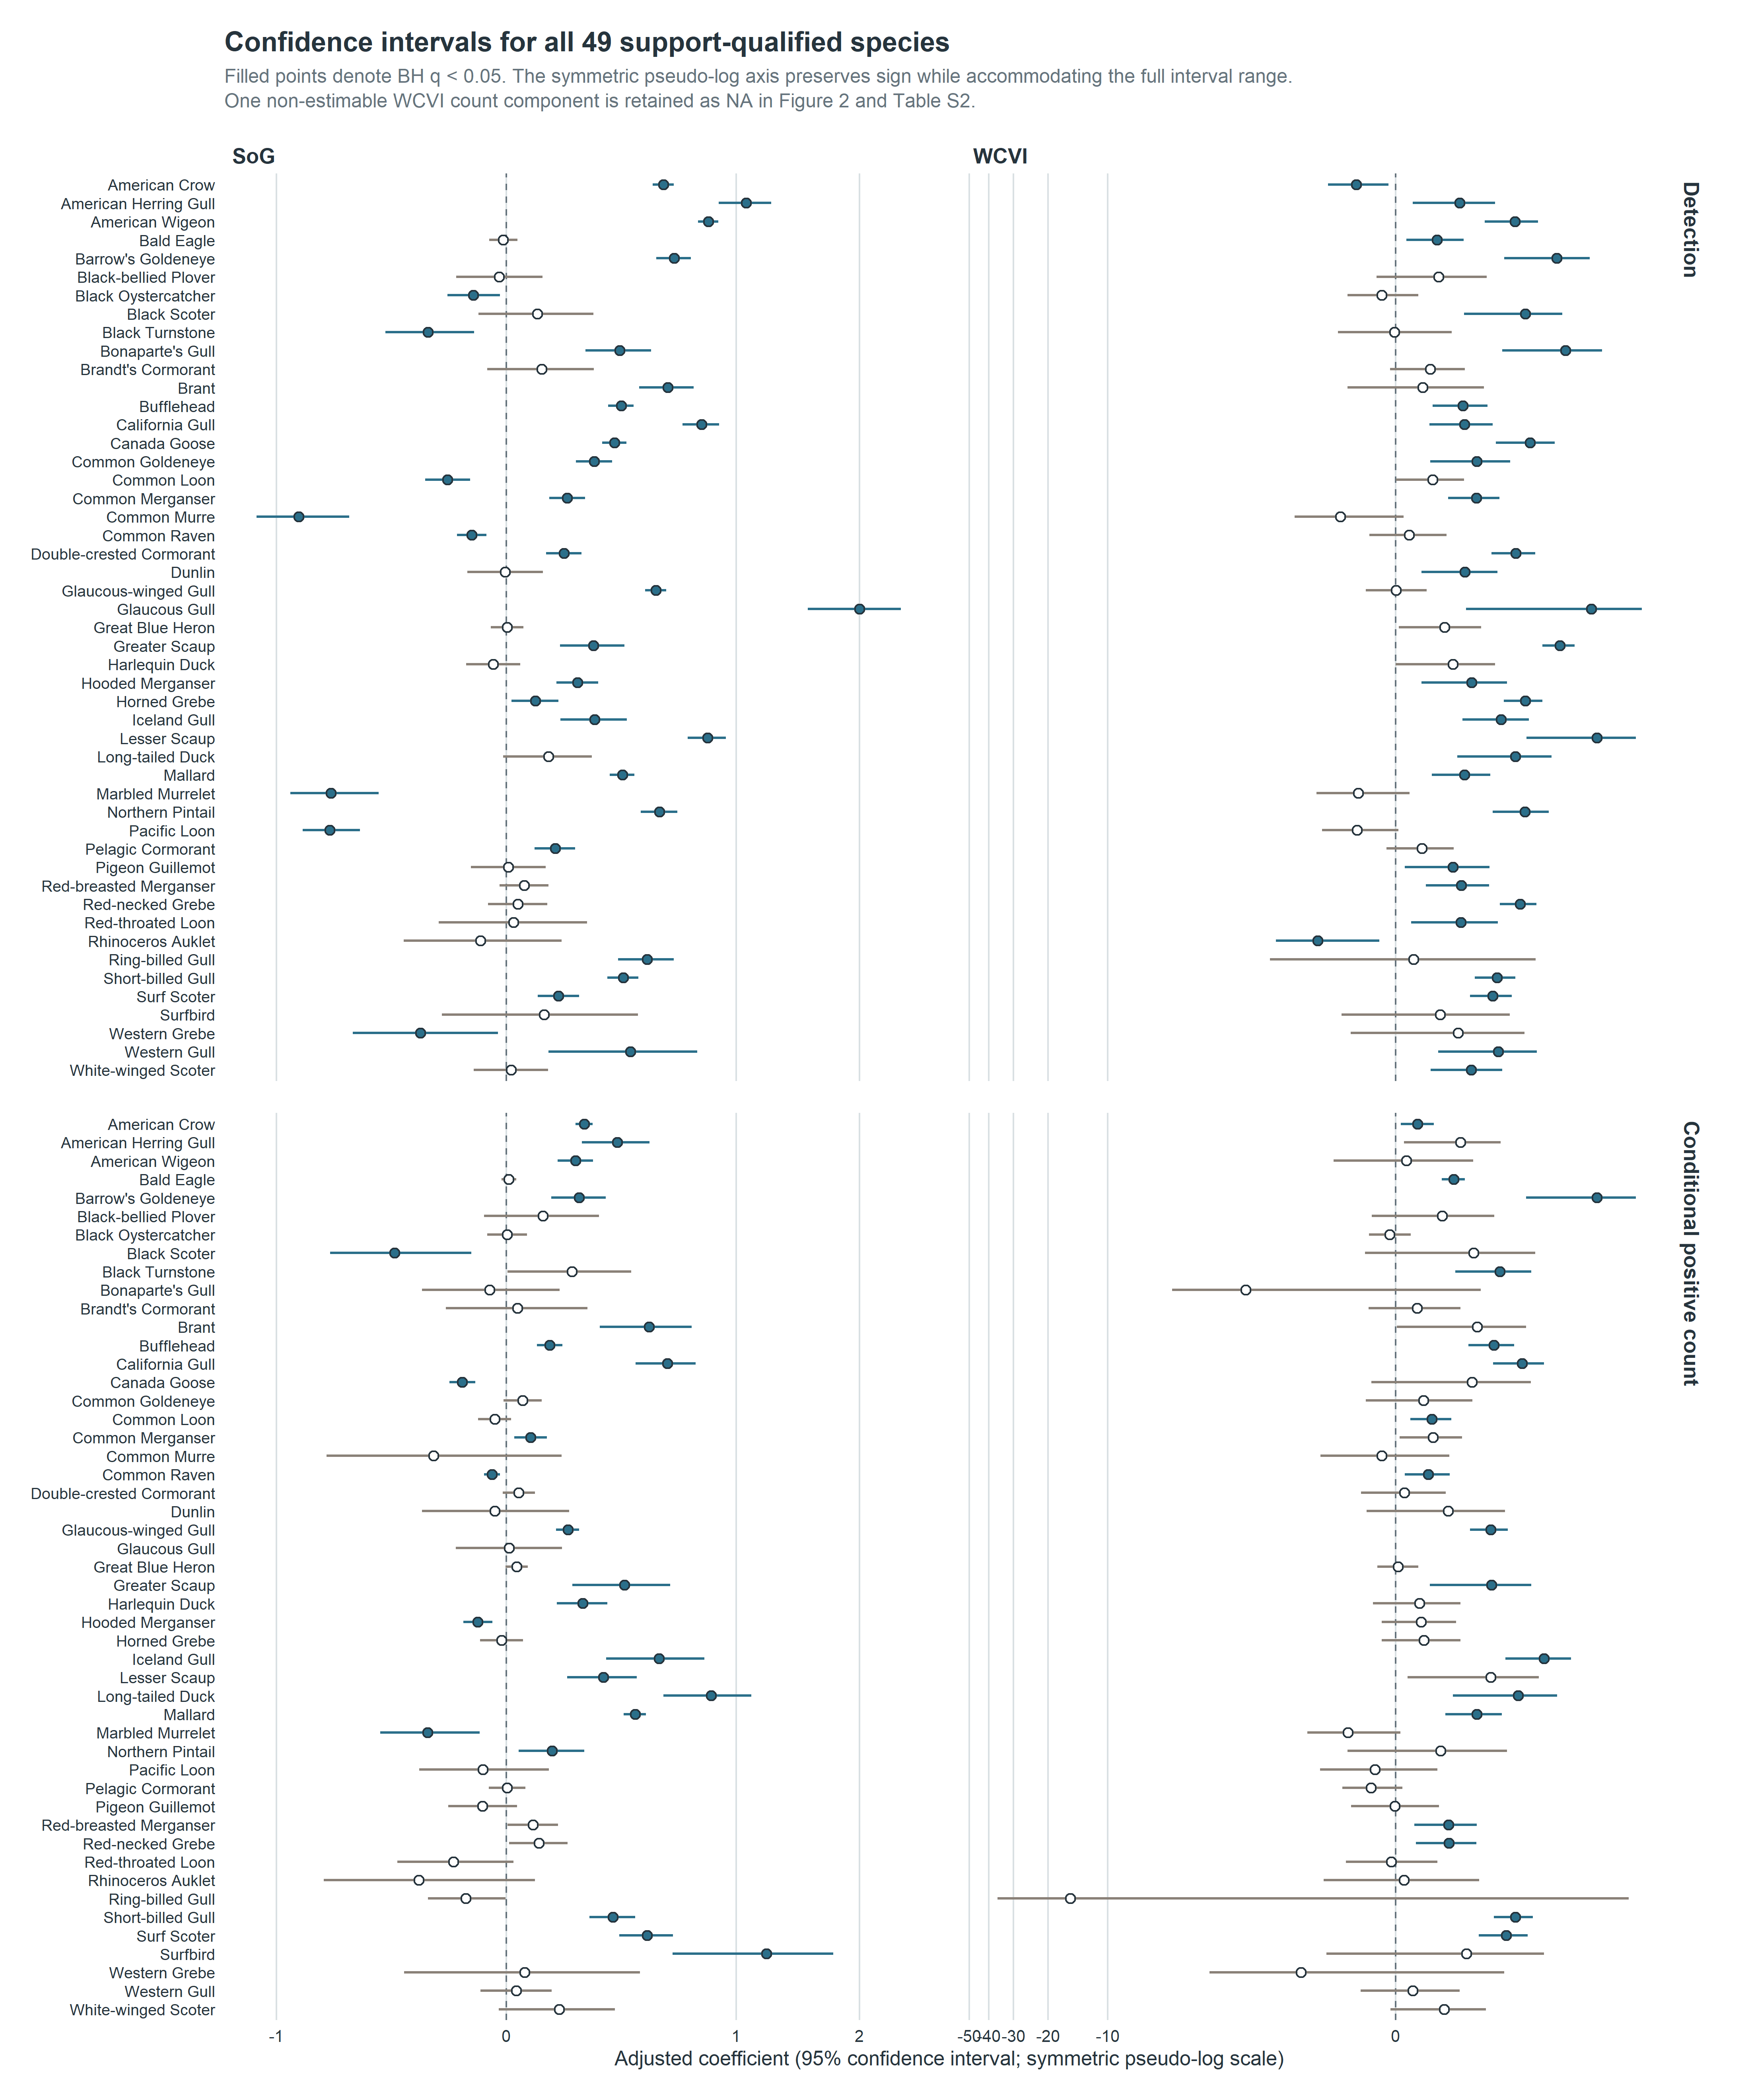 Confidence intervals for all 49 support-qualified species
Filled points denote BH q < 0.05. The symmetric pseudo-log axis preserves sign while accommodating the full interval range.
One non-estimable WCVI count component is retained as NA in Figure 2 and Table S2.
SoG
WCVI
Detection
American Crow
American Herring Gull
American Wigeon
Bald Eagle
Barrow's Goldeneye
Black-bellied Plover
Black Oystercatcher
Black Scoter
Black Turnstone
Bonaparte's Gull
Brandt's Cormorant
Brant
Bufflehead
California Gull
Canada Goose
Common Goldeneye
Common Loon
Common Merganser
Common Murre
Common Raven
Double-crested Cormorant
Dunlin
Glaucous-winged Gull
Glaucous Gull
Great Blue Heron
Greater Scaup
Harlequin Duck
Hooded Merganser
Horned Grebe
Iceland Gull
Lesser Scaup
Long-tailed Duck
Mallard
Marbled Murrelet
Northern Pintail
Pacific Loon
Pelagic Cormorant
Pigeon Guillemot
Red-breasted Merganser
Red-necked Grebe
Red-throated Loon
Rhinoceros Auklet
Ring-billed Gull
Short-billed Gull
Surf Scoter
Surfbird
Western Grebe
Western Gull
White-winged Scoter
Conditional positive count
American Crow
American Herring Gull
American Wigeon
Bald Eagle
Barrow's Goldeneye
Black-bellied Plover
Black Oystercatcher
Black Scoter
Black Turnstone
Bonaparte's Gull
Brandt's Cormorant
Brant
Bufflehead
California Gull
Canada Goose
Common Goldeneye
Common Loon
Common Merganser
Common Murre
Common Raven
Double-crested Cormorant
Dunlin
Glaucous-winged Gull
Glaucous Gull
Great Blue Heron
Greater Scaup
Harlequin Duck
Hooded Merganser
Horned Grebe
Iceland Gull
Lesser Scaup
Long-tailed Duck
Mallard
Marbled Murrelet
Northern Pintail
Pacific Loon
Pelagic Cormorant
Pigeon Guillemot
Red-breasted Merganser
Red-necked Grebe
Red-throated Loon
Rhinoceros Auklet
Ring-billed Gull
Short-billed Gull
Surf Scoter
Surfbird
Western Grebe
Western Gull
White-winged Scoter
-1 0 1 2 -50 -40 -30 -20 -10 0
Adjusted coefficient (95% confidence interval; symmetric pseudo-log scale)